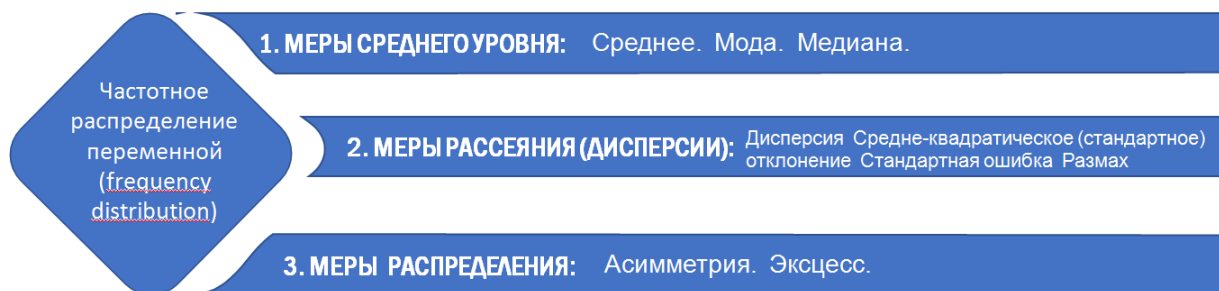 Частотное
распределение
переменной
(frequency
distribution)
1. МЕРЫ СРЕДНЕГО УРОВНЯ: Среднее. Мода. Медиана.
2. МЕРЫ РАССЕЯНИЯ (ДИСПЕРСИИ): Дисперсия Средне-квадратическое (стандартное)
отклонение Стандартная ошибка Размах
3. МЕРЫ РАСПРЕДЕЛЕНИЯ: Асимметрия. Эксцесс.